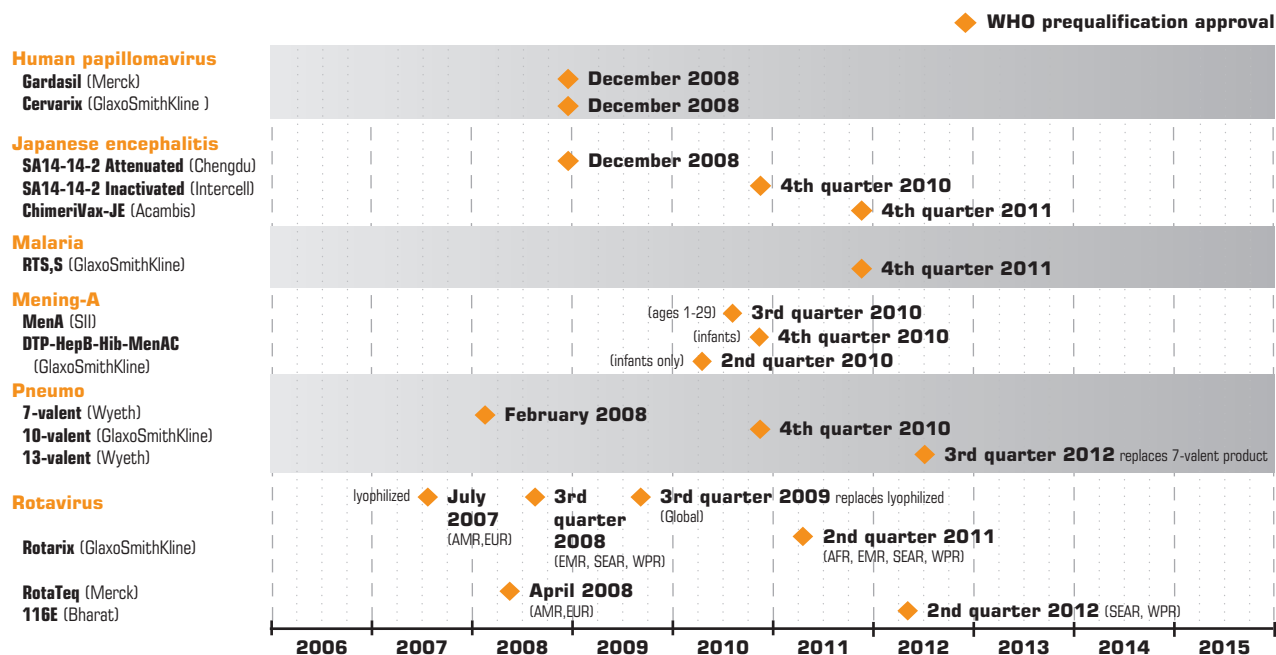 WHO prequalification approval
Human papillomavirus
Gardasil (Merck)
December 2008
Cervarix (GlaxoSmithKline )
December 2008
Japanese encephalitis
SA14-14-2 Attenuated (Chengdu)
December 2008
SA14-14-2 Inactivated (Intercell)
4th quarter 2010
ChimeriVax-JE (Acambis)
4th quarter 2011
Malaria
RTS,S (GlaxoSmithKline)
4th quarter 2011
Mening-A
MenA (SII)
(ages 1-29) 3rd quarter 2010
(infants) 4th quarter 2010
DTP-HepB-Hib-MenAC
(GlaxoSmithKline)
(infants only) 2nd quarter 2010
Pneumo
7-valent (Wyeth)
February 2008
10-valent (GlaxoSmithKline)
4th quarter 2010
13-valent (Wyeth)
3rd quarter 2012 replaces 7-valent product
Rotavirus
Rotarix (GlaxoSmithKline)
lyophilized
July
2007
(AMR,EUR)
3rd
quarter
2008
(EMR, SEAR, WPR)
3rd quarter 2009 replaces lyophilized
(Global)
2nd quarter 2011
(AFR, EMR, SEAR, WPR)
RotaTeq (Merck)
April 2008
(AMR,EUR)
116E (Bharat)
2nd quarter 2012 (SEAR, WPR)
2006 2007 2008 2009 2010 2011 2012 2013 2014 2015